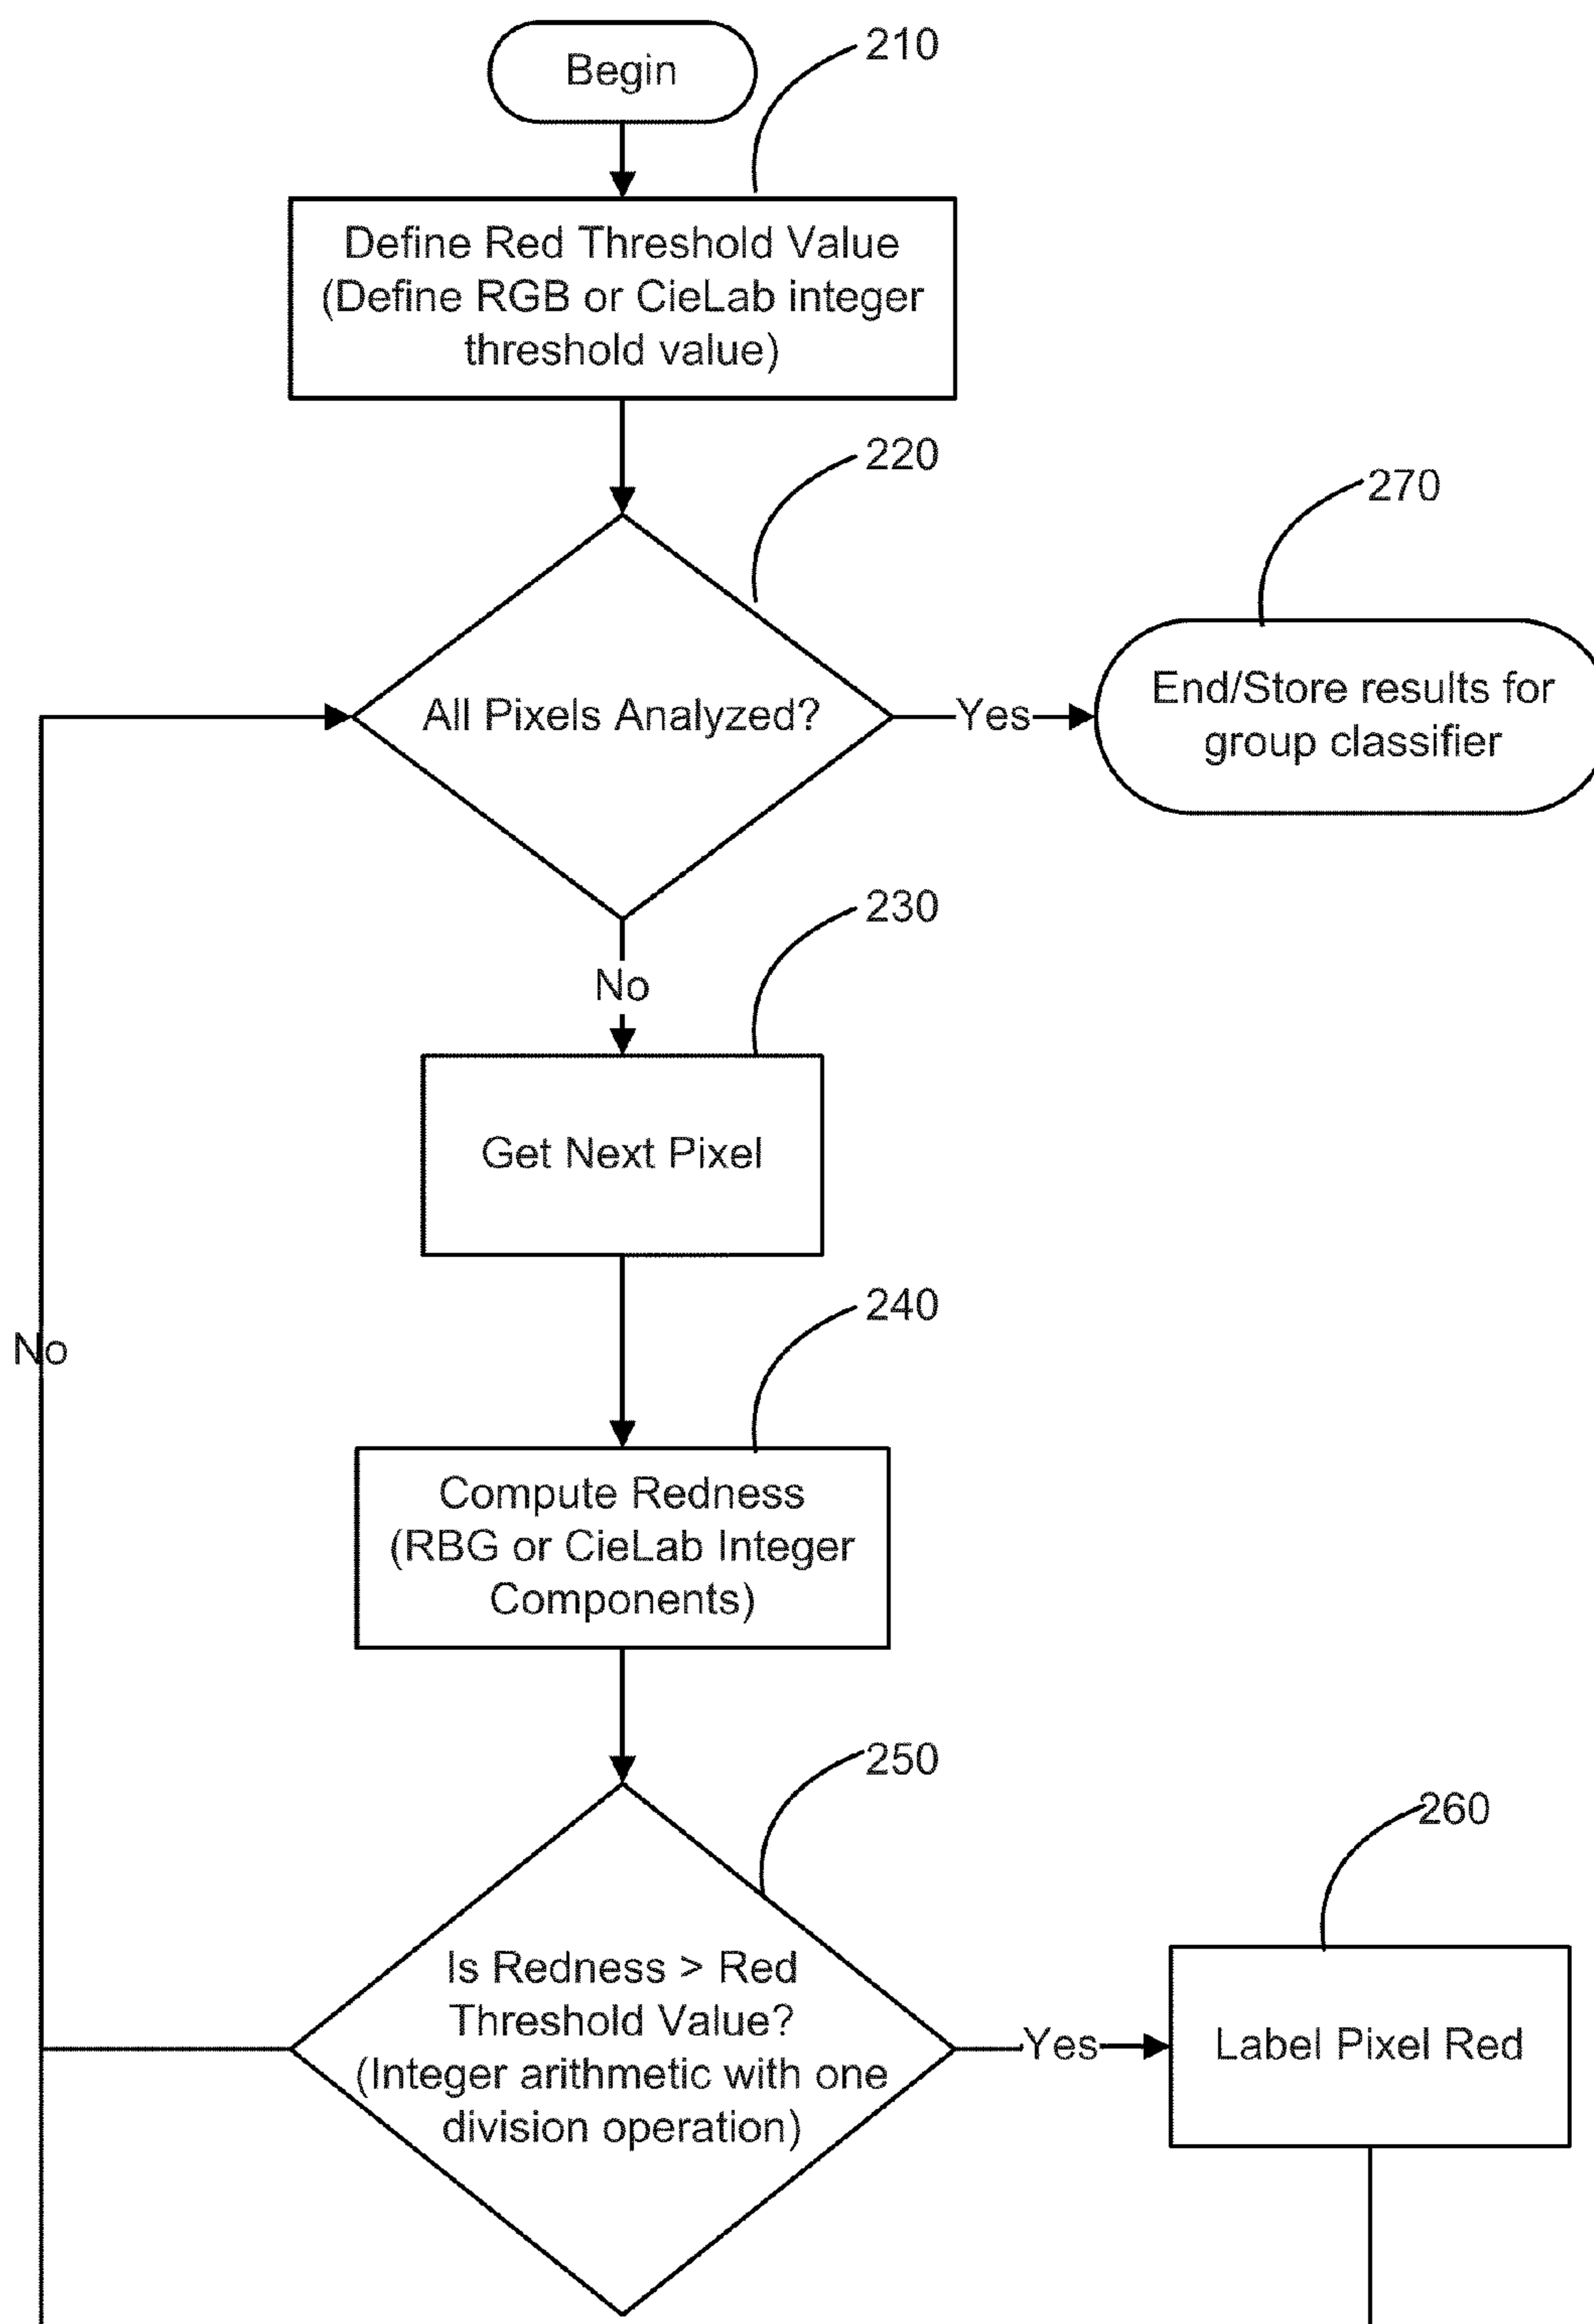 Begin
210
Define Red Threshold Value
(Define RGB or CieLab integer
threshold value)
220
270
All Pixels Analyzed?
Yes
End/Store results for
group classifier
230
No
Get Next Pixel
240
No
Compute Redness
(RBG or CieLab Integer
Components)
250
260
Is Redness > Red
Threshold Value?
(Integer arithmetic with one
division operation)
Yes
Label Pixel Red